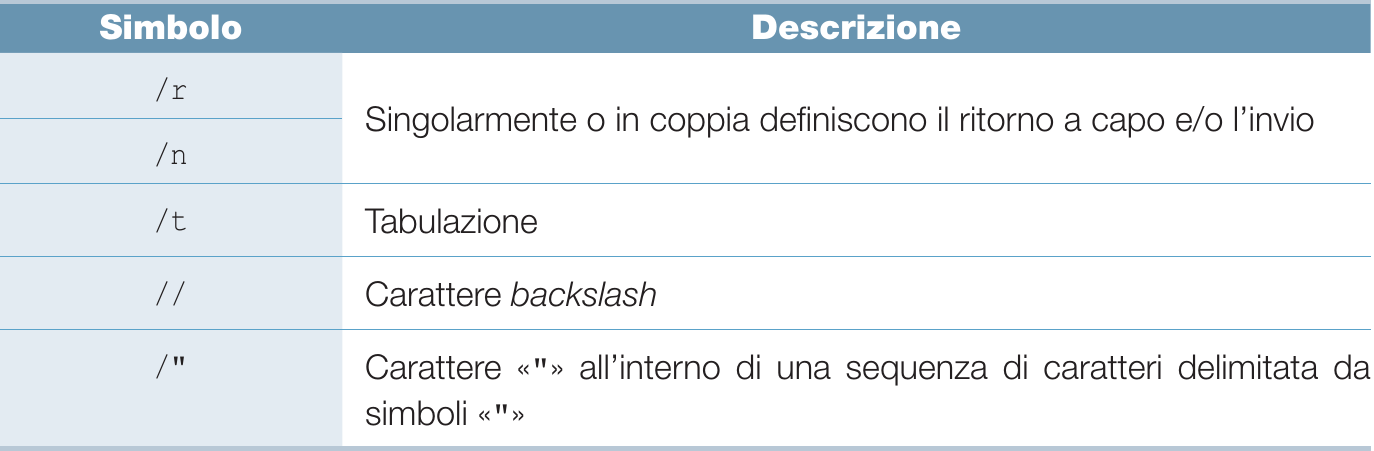 Simbolo Descrizione
/r
Singolarmente o in coppia definiscono il ritorno a capo e/o l’invio
/n
/t Tabulazione
// Carattere backslash
/" Carattere «"» all’interno di una sequenza di caratteri delimitata da
simboli «"»